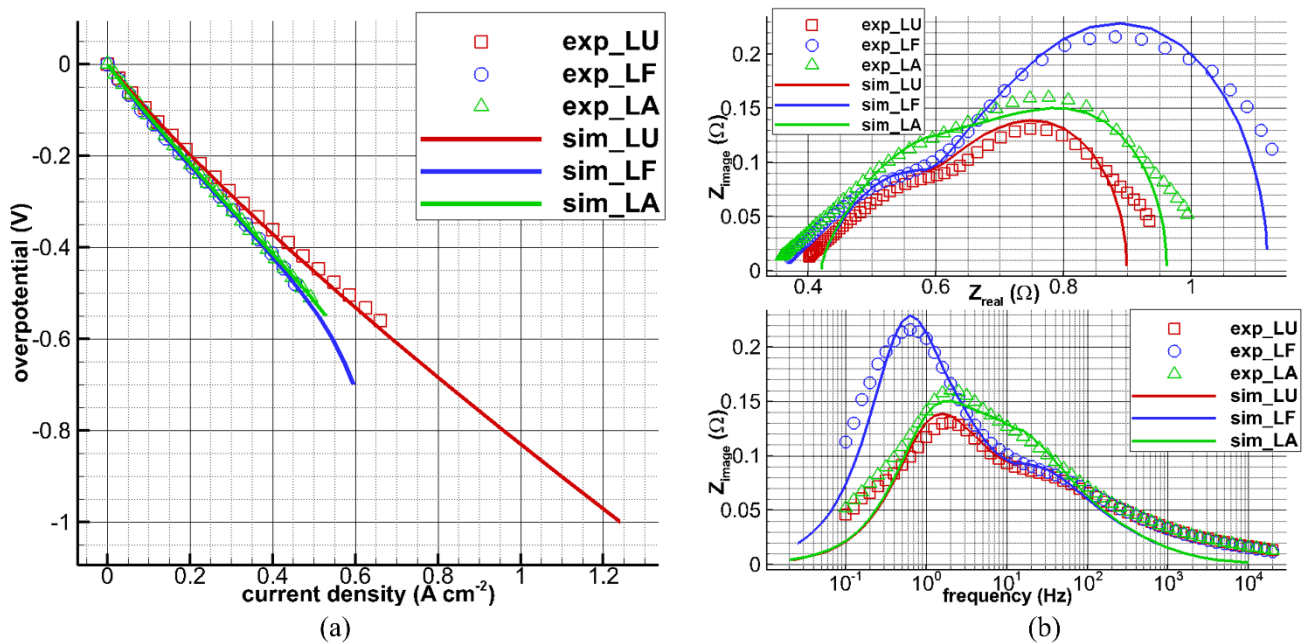 exp_LU
exp_LF
exp_LA
sim_LU
sim_LF
sim_LA
0
-0.2
-0.4
-0.6
-0.8
-1
overpotential (V)
0 0.2 0.4 0.6 0.8 1 1.2
current density (A cm-2)
(a)
exp_LU
exp_LF
exp_LA
sim_LU
sim_LF
sim_LA
0.2
0.15
0.1
0.05
0
Zimage (Ω)
0.4 0.6 0.8 1
Zreal (Ω)
exp_LU
exp_LF
exp_LA
sim_LU
sim_LF
sim_LA
0.2
0.15
0.1
0.05
0
Zimage (Ω)
10-1 100 101 102 103 104
frequency (Hz)
(b)